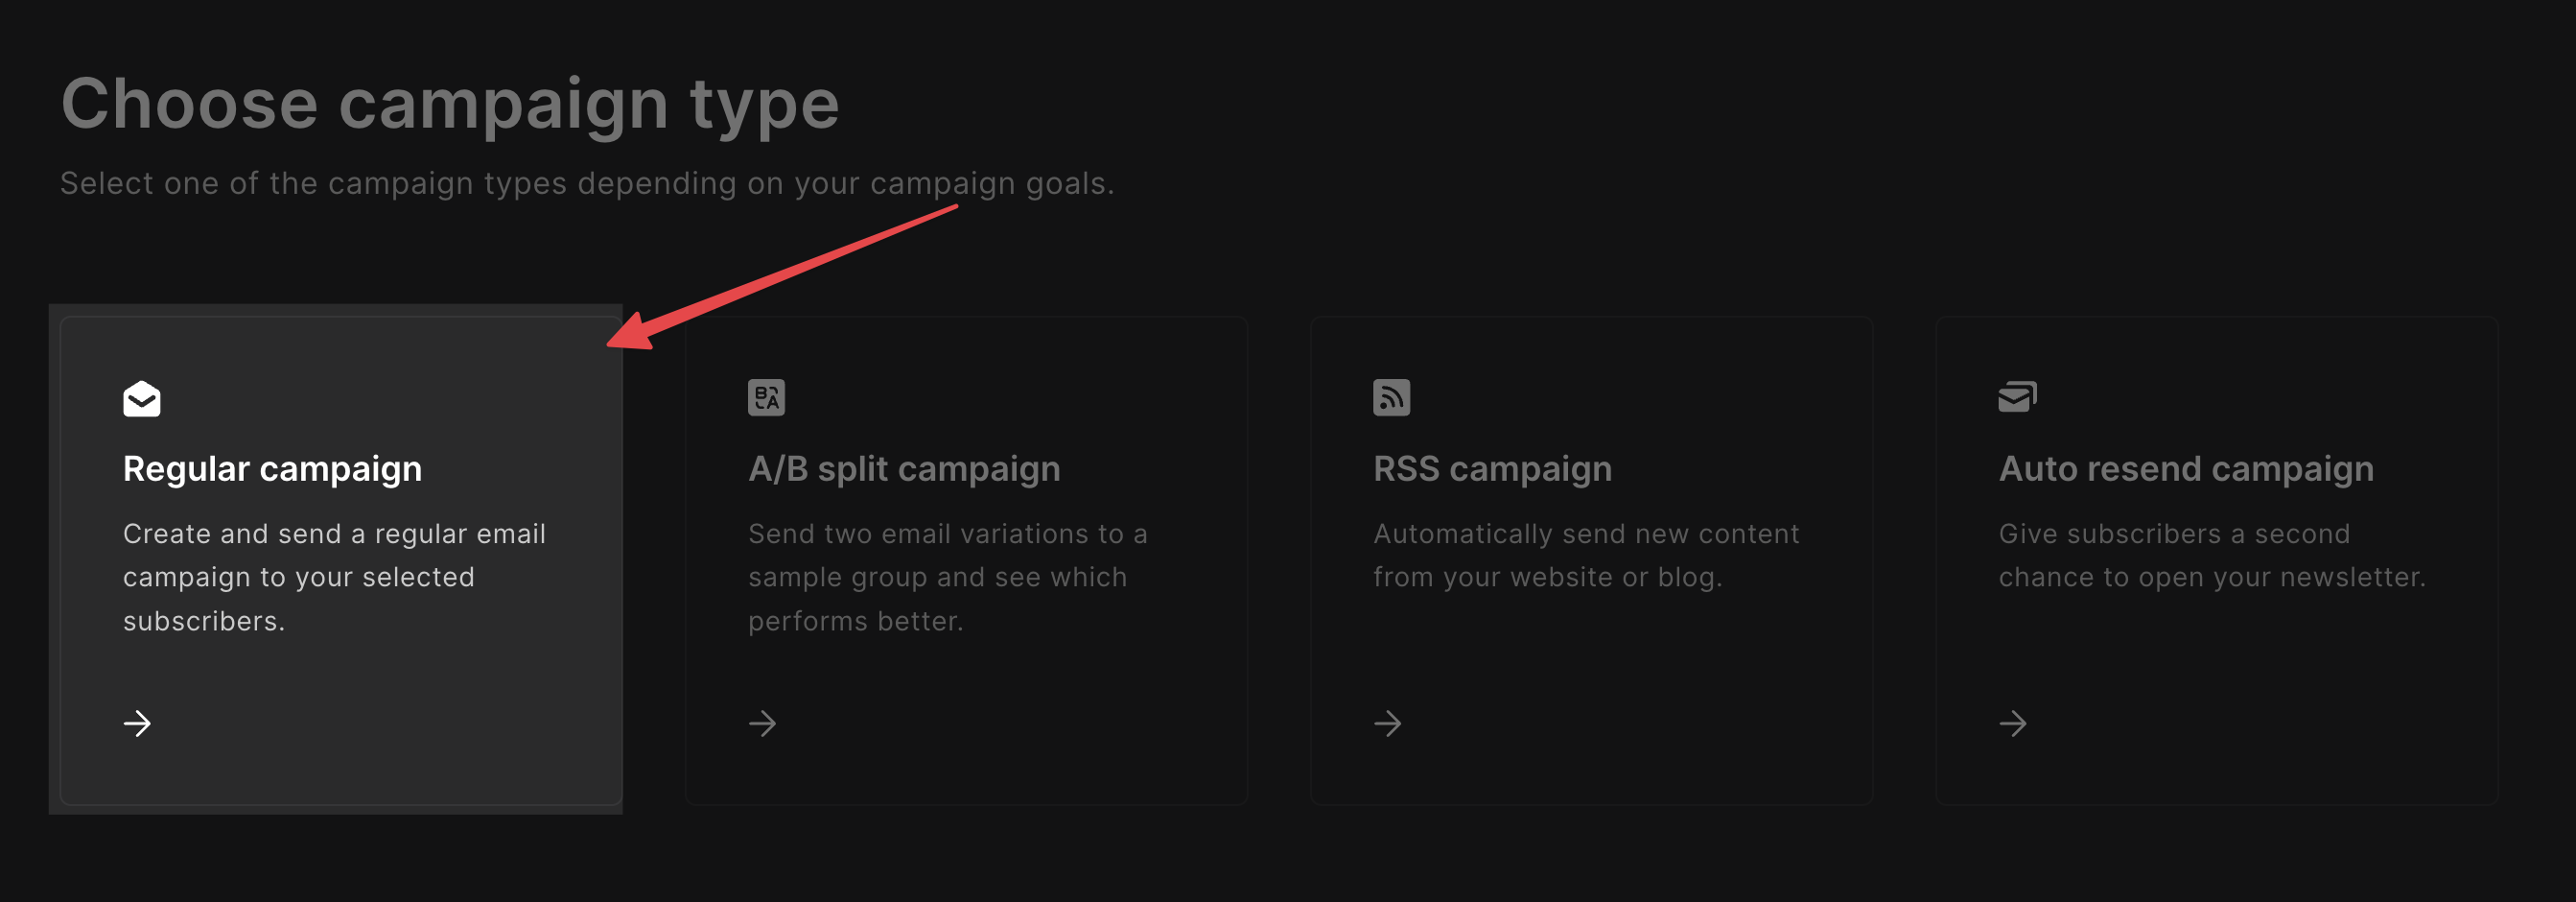 Choose campaign type
Select one of the campaign types depending on your campaign goals.
Regular campaign
Create and send a regular email
campaign to your selected
subscribers.
B
A
A/B split campaign
Send two email variations to a
sample group and see which
performs better.
RSS campaign
Automatically send new content
from your website or blog.
Auto resend campaign
Give subscribers a second
chance to open your newsletter.